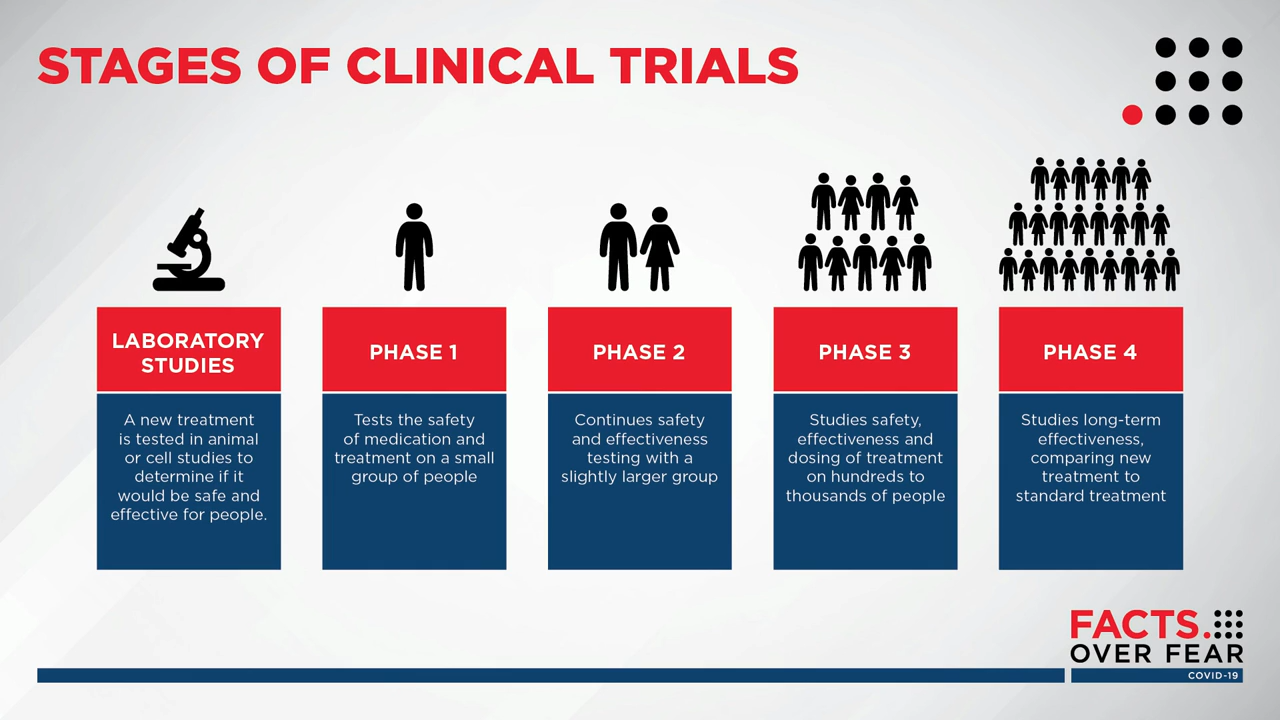 STAGES OF CLINICAL TRIALS
LABORATORY
STUDIES
A new treatment
is tested in animal
or cell studies to
determine if it
would be safe and
effective for people.
PHASE 1
Tests the safety
of medication and
treatment on a small
group of people
PHASE 2
Continues safety
and effectiveness
testing with a
slightly larger group
PHASE 3
Studies safety,
effectiveness and
dosing of treatment
on hundreds to
thousands of people
PHASE 4
Studies long-term
effectiveness,
comparing new
treatment to
standard treatment
FACTS.
OVER FEAR
COVID-19